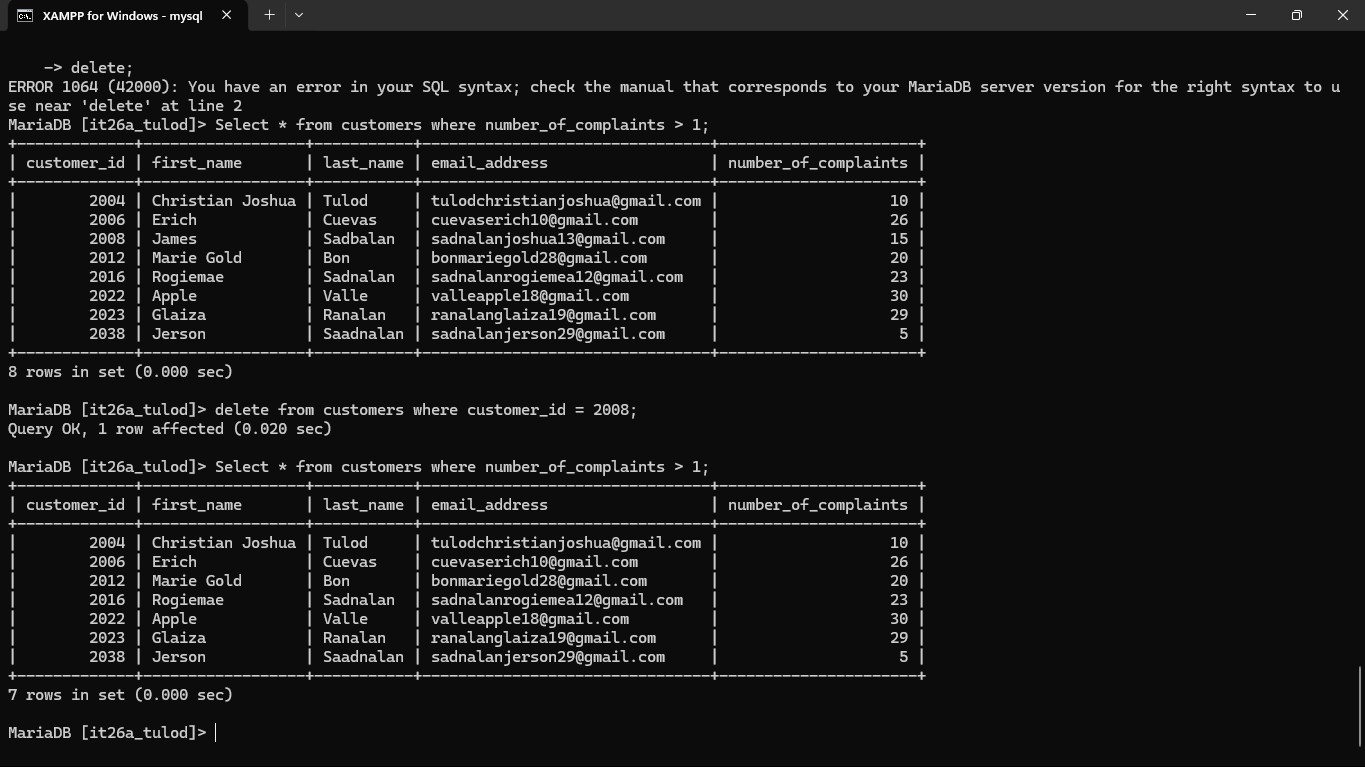 XAMPP for Windows - mysql
-> delete;
ERROR 1064 (42000): You have an error in your SQL syntax; check the manual that corresponds to your MariaDB server version for the right syntax to u
se near 'delete' at line 2
MariaDB [it26a_tulod]> Select * from customers where number_of_complaints > 1;
+-------------+------------------+-----------+--------------------------------+----------------------+
| customer_id | first_name | last_name | email_address | number_of_complaints |
+-------------+------------------+-----------+--------------------------------+----------------------+
| 2004 | Christian Joshua | Tulod | tulodchristianjoshua@gmail.com | 10 |
| 2006 | Erich | Cuevas | cuevaserich10@gmail.com | 26 |
| 2008 | James | Sadbalan | sadnalanjoshua13@gmail.com | 15 |
| 2012 | Marie Gold | Bon | bonmariegold28@gmail.com | 20 |
| 2016 | Rogiemae | Sadnalan | sadnalanrogiemea12@gmail.com | 23 |
| 2022 | Apple | Valle | valleapple18@gmail.com | 30 |
| 2023 | Glaiza | Ranalan | ranalanglaiza19@gmail.com | 29 |
| 2038 | Jerson | Saadnalan | sadnalanjerson29@gmail.com | 5 |
+-------------+------------------+-----------+--------------------------------+----------------------+
8 rows in set (0.000 sec)
MariaDB [it26a_tulod]> delete from customers where customer_id = 2008;
Query OK, 1 row affected (0.020 sec)
MariaDB [it26a_tulod]> Select * from customers where number_of_complaints > 1;
+-------------+------------------+-----------+--------------------------------+----------------------+
| customer_id | first_name | last_name | email_address | number_of_complaints |
+-------------+------------------+-----------+--------------------------------+----------------------+
| 2004 | Christian Joshua | Tulod | tulodchristianjoshua@gmail.com | 10 |
| 2006 | Erich | Cuevas | cuevaserich10@gmail.com | 26 |
| 2012 | Marie Gold | Bon | bonmariegold28@gmail.com | 20 |
| 2016 | Rogiemae | Sadnalan | sadnalanrogiemea12@gmail.com | 23 |
| 2022 | Apple | Valle | valleapple18@gmail.com | 30 |
| 2023 | Glaiza | Ranalan | ranalanglaiza19@gmail.com | 29 |
| 2038 | Jerson | Saadnalan | sadnalanjerson29@gmail.com | 5 |
+-------------+------------------+-----------+--------------------------------+----------------------+
7 rows in set (0.000 sec)
MariaDB [it26a_tulod]>